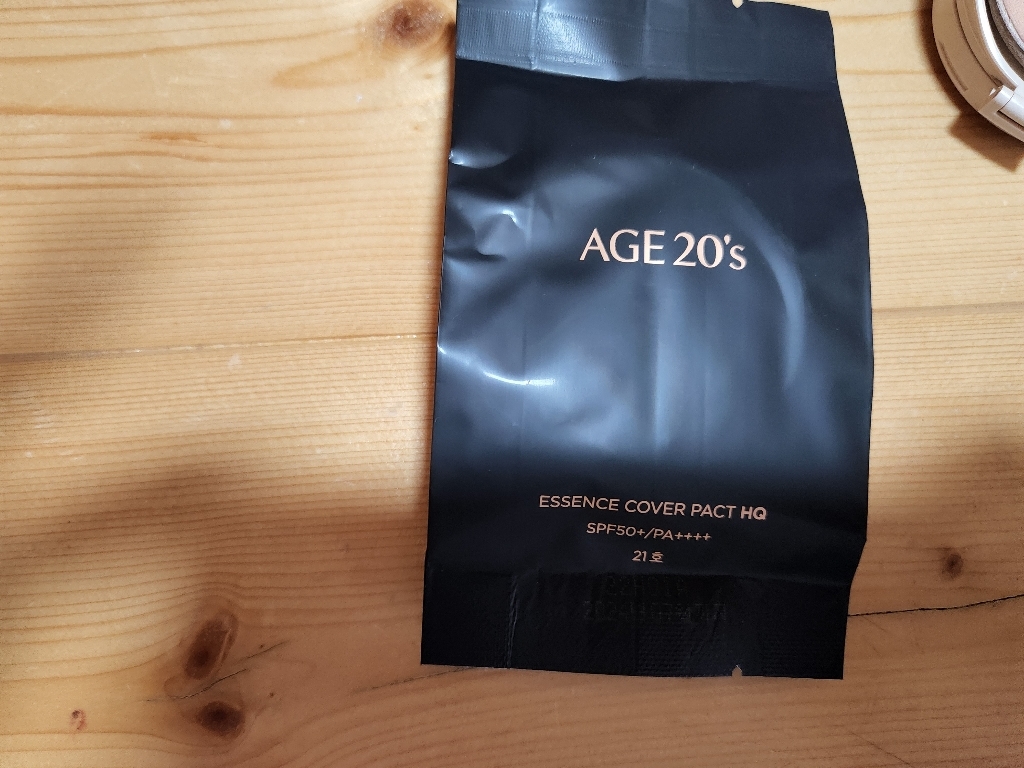 AGE 20's
ESSENCE COVER PACT HQ
SPF50+/PA++++
21호